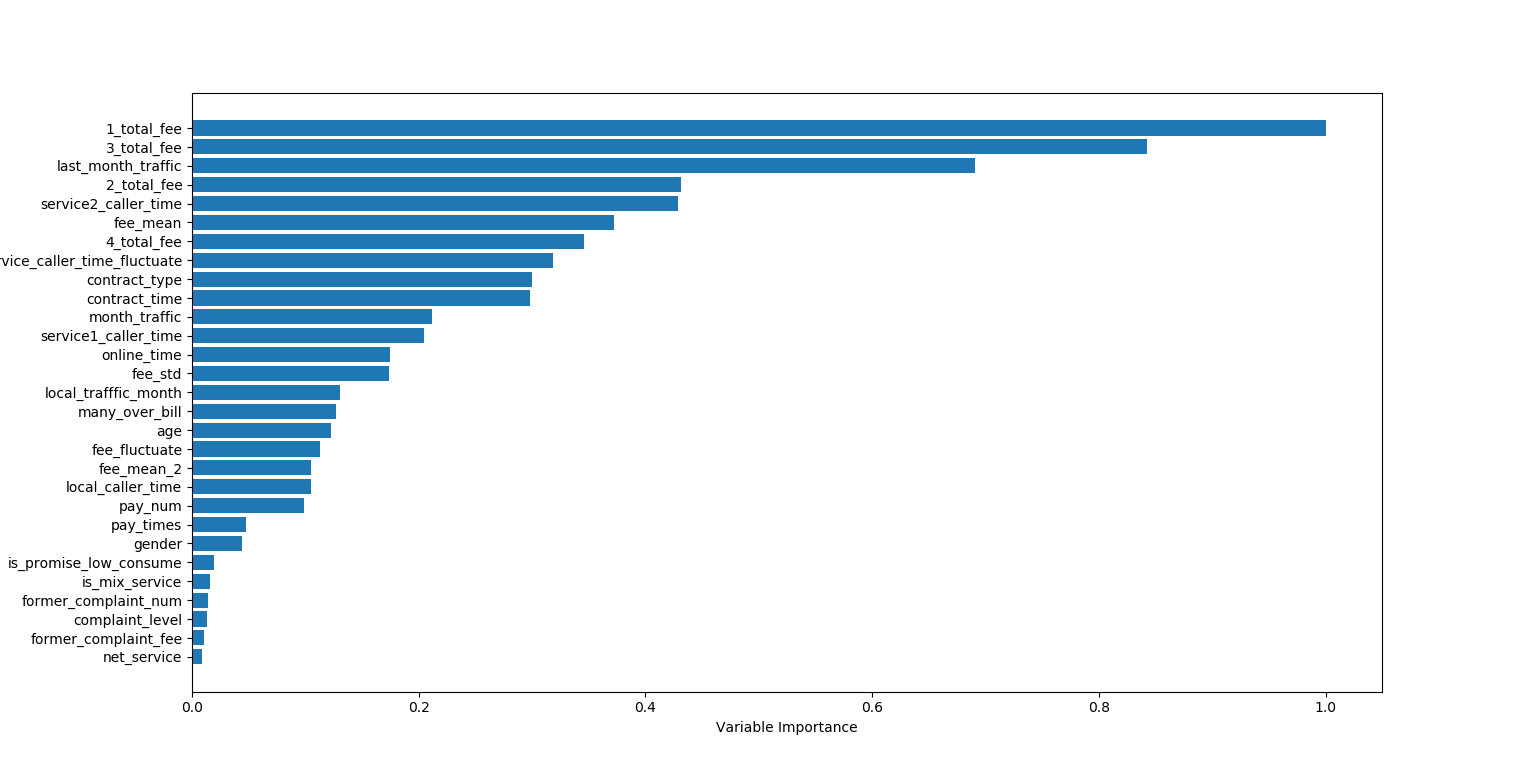 1_total_fee
3_total_fee
last_month_traffic
2_total_fee
service2_caller_time
fee_mean
4_total_fee
rvice_caller_time_fluctuate
contract_type
contract_time
month_traffic
service1_caller_time
online_time
fee_std
local_trafffic_month
many_over_bill
age
fee_fluctuate
fee_mean_2
local_caller_time
pay_num
pay_times
gender
is_promise_low_consume
is_mix_service
former_complaint_num
complaint_level
former_complaint_fee
net_service
0.0 0.2 0.4 0.6 0.8 1.0
Variable Importance